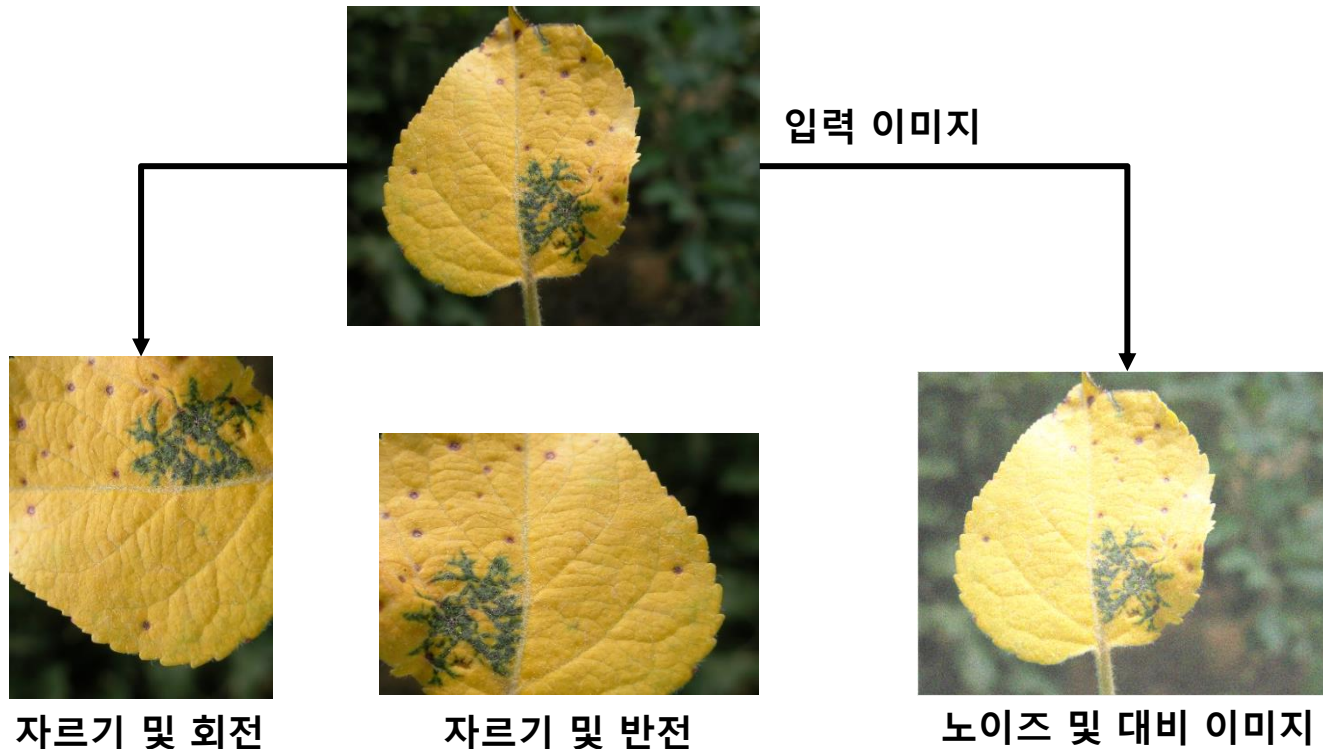 입력 이미지
자르기 및 회전
자르기 및 반전
노이즈 및 대비 이미지